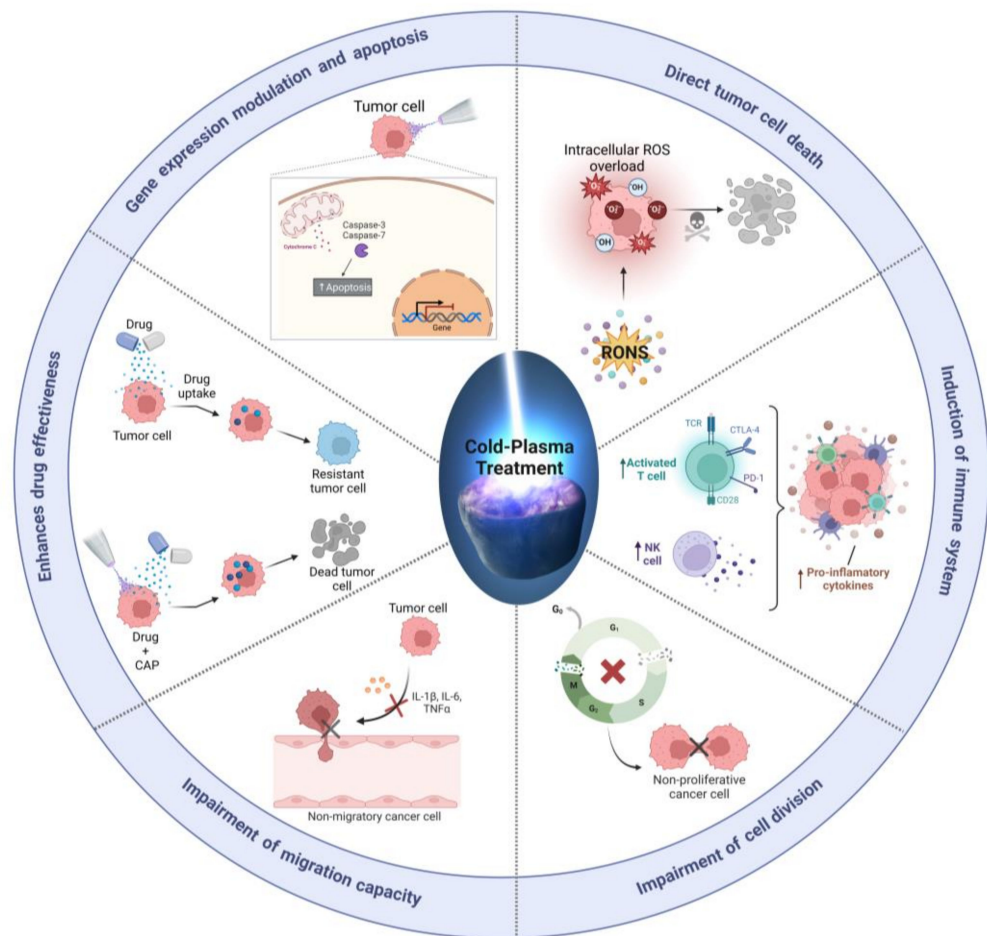 Gene expression modulation and apoptosis
Direct tumor cell death
Induction of immune system
Impairment of cell division
Impairment of migration capacity
Enhances drug effectiveness
Tumor cell
Cytochrome C
Caspase-3
Caspase-7
↑Apoptosis
Gene
Intracellular ROS
overload
·OH
·OH
RONS
Drug
Drug
uptake
Tumor cell
Resistant
tumor cell
Dead tumor
cell
Drug
+
CAP
Cold-Plasma
Treatment
TCR
CTLA-4
↑Activated
T cell
PD-1
CD28
↑NK
cell
↑Pro-inflamatory
cytokines
Tumor cell
IL-1β, IL-6,
TNFα
Non-migratory cancer cell
G₀
G₁
M
G₂
S
Non-proliferative
cancer cell